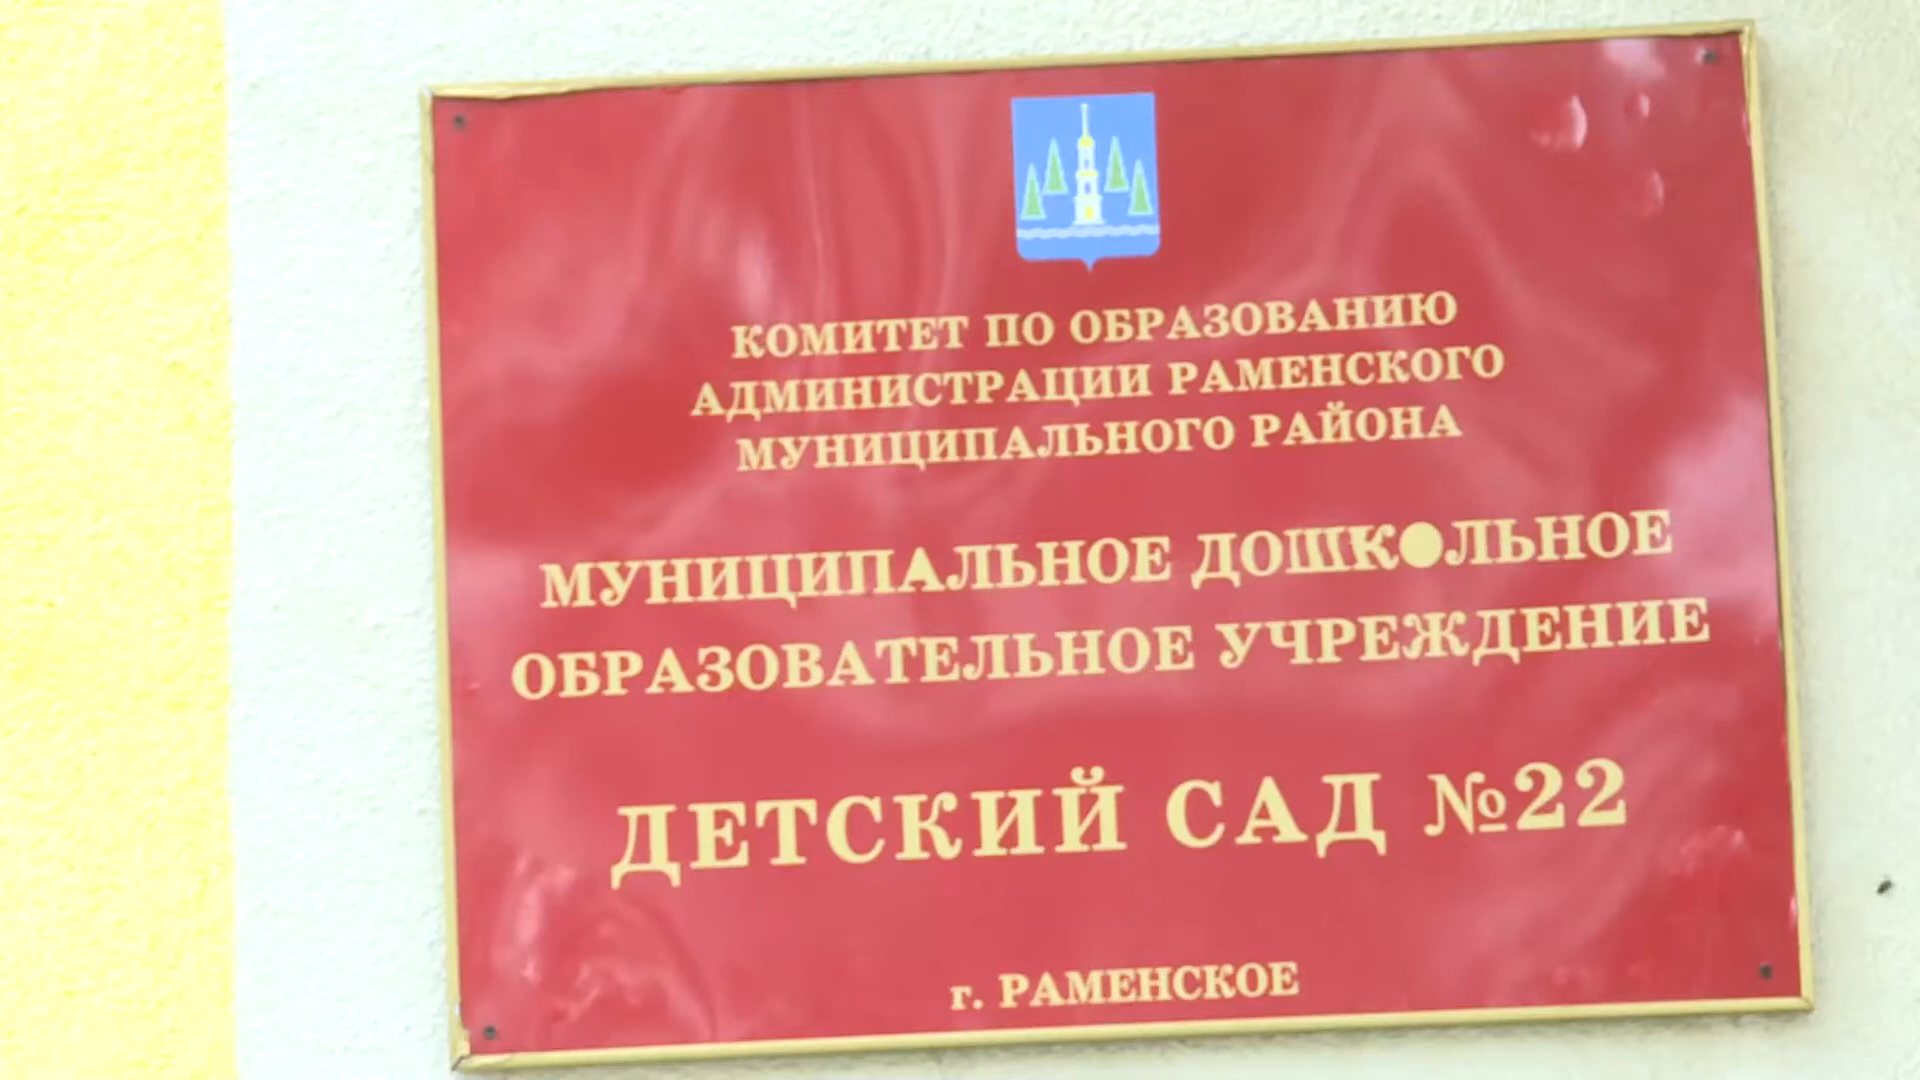 КОМИТЕТ ПО ОБРАЗОВАНИЮ
АДМИНИСТРАЦИИ РАМЕНСКОГО
МУНИЦИПАЛЬНОГО РАЙОНА
МУНИЦИПАЛЬНОЕ ДОШКОЛЬНОЕ
ОБРАЗОВАТЕЛЬНОЕ УЧРЕЖДЕНИЕ
ДЕТСКИЙ САД №22
г. РАМЕНСКОЕ